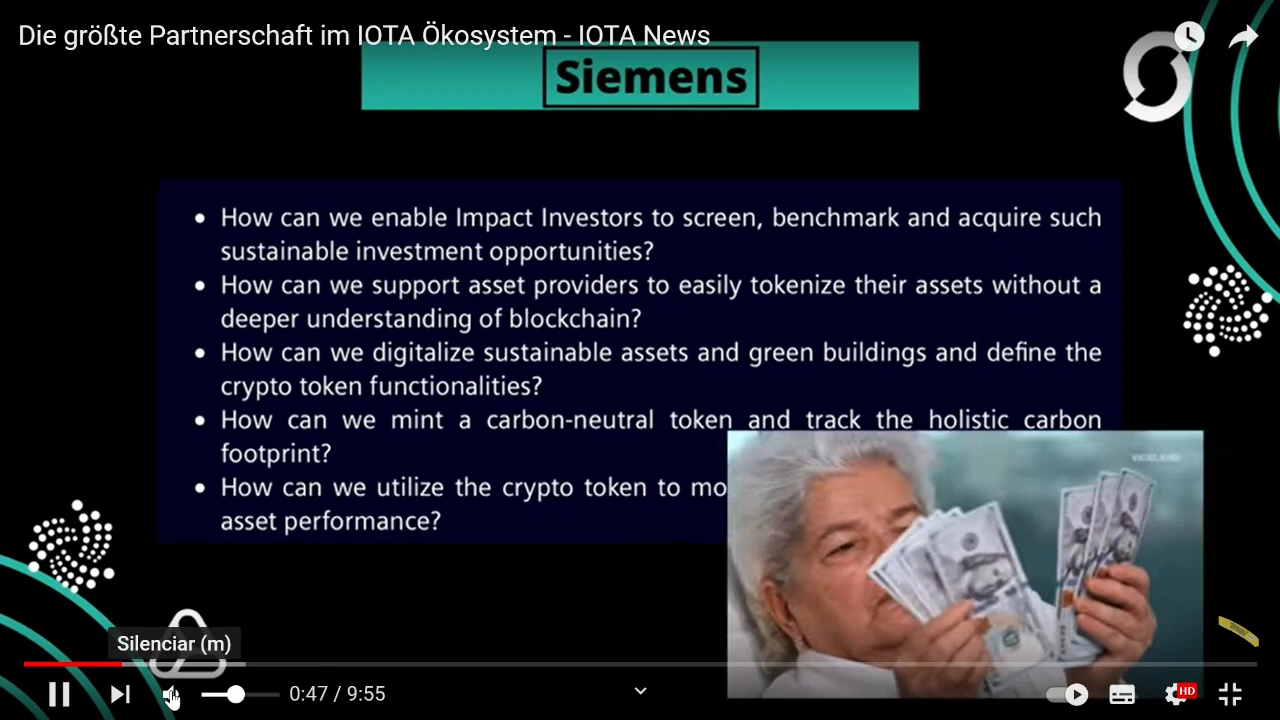 Die größte Partnerschaft im IOTA Ökosystem - IOTA News
Siemens
• How can we enable Impact Investors to screen, benchmark and acquire such
sustainable investment opportunities?
• How can we support asset providers to easily tokenize their assets without a
deeper understanding of blockchain?
• How can we digitalize sustainable assets and green buildings and define the
crypto token functionalities?
• How can we mint a carbon-neutral token and track the holistic carbon
footprint?
• How can we utilize the crypto token to mo
asset performance?
VICELAND
Silenciar (m)
0:47 / 9:55
HD